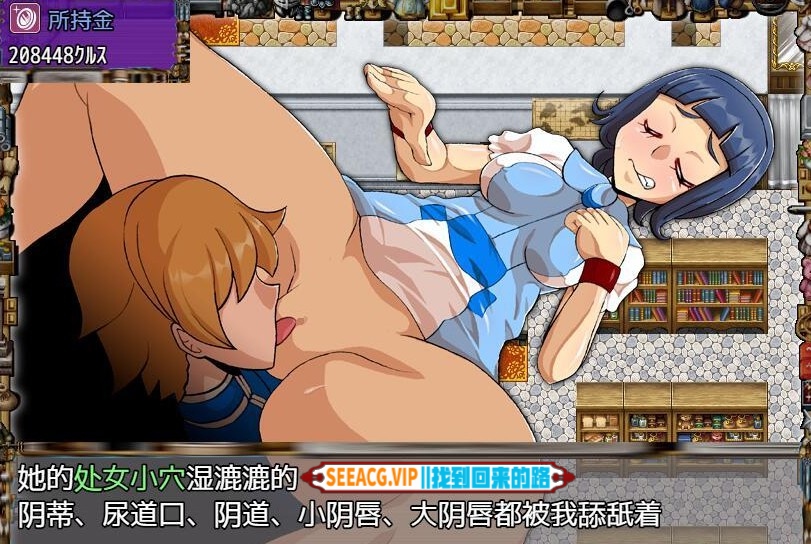 所持金
208448クルス
她的处女小穴湿漉漉的
SEEACG.VIP||找到回来的路
阴蒂、尿道口、阴道、小阴唇、大阴唇都被我舔舐着